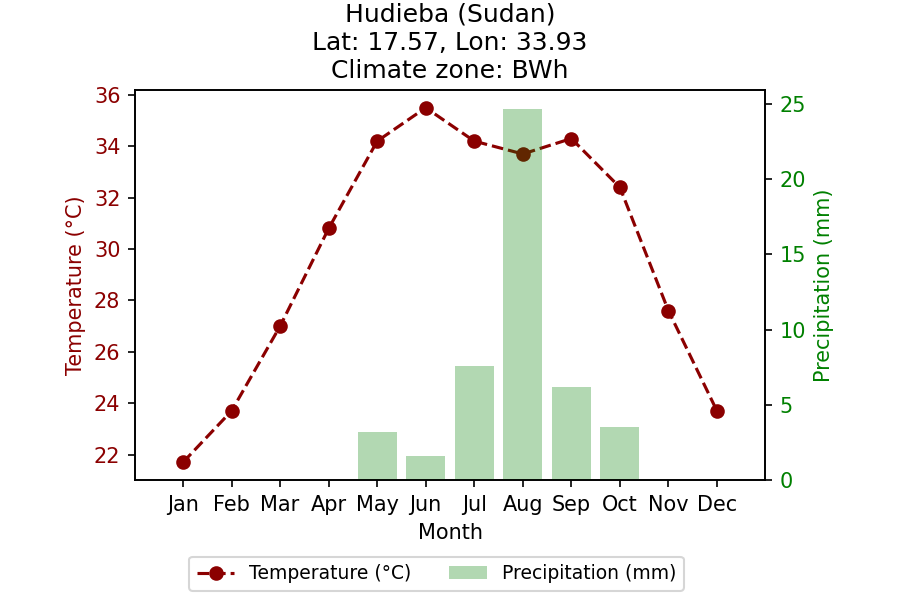 Hudieba (Sudan)
Lat: 17.57, Lon: 33.93
Climate zone: BWh
36
34
32
30
28
26
24
22
Temperature (°C)
25
20
15
10
5
0
Precipitation (mm)
Jan Feb Mar Apr May Jun Jul Aug Sep Oct Nov Dec
Month
Temperature (°C) Precipitation (mm)